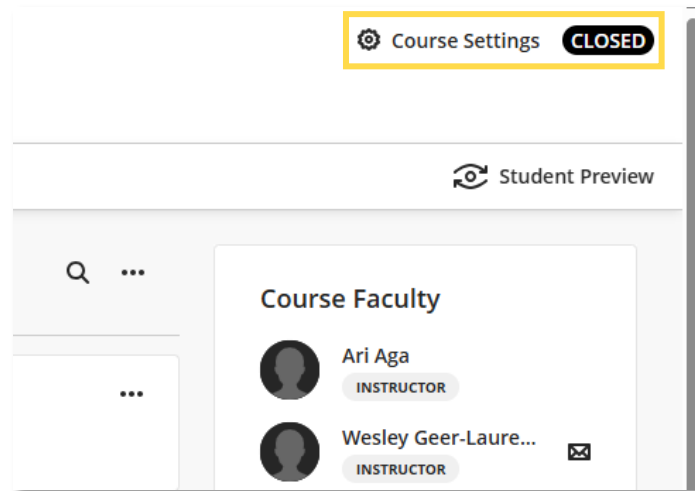 Course Settings CLOSED
Student Preview
Course Faculty
Ari Aga
INSTRUCTOR
Wesley Geer-Laure...
INSTRUCTOR